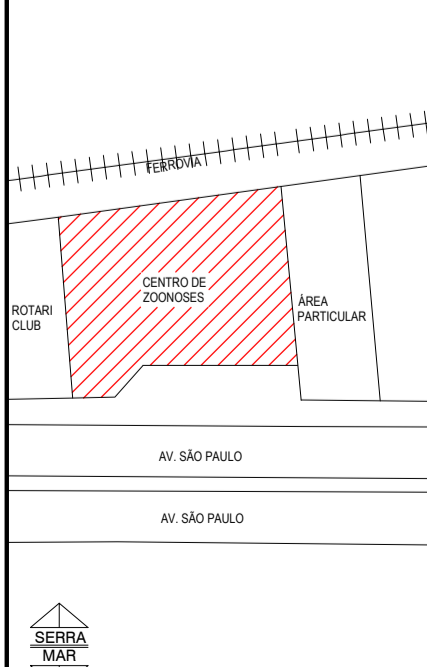 FERROVIA
CENTRO DE
ZOONOSES
ROTARI
CLUB
ÁREA
PARTICULAR
AV. SÃO PAULO
AV. SÃO PAULO
SERRA
MAR